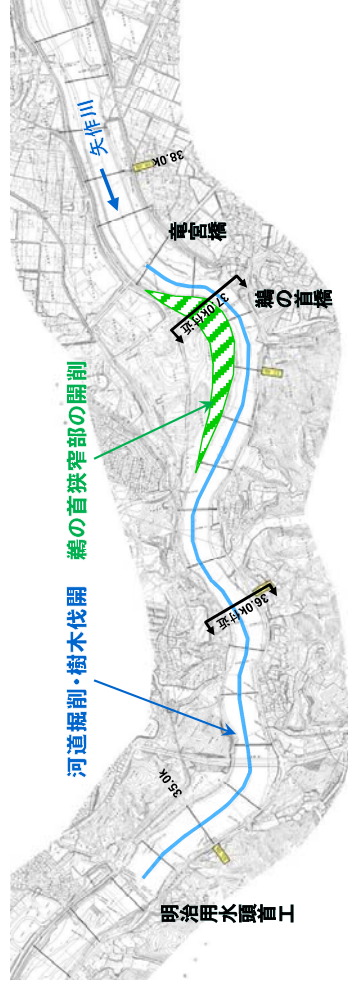 矢作川
38.0k
竜宮橋
37.0k付近
鵜の首橋
鵜の首狭窄部の開削
36.0k付近
河道掘削・樹木伐開
35.0k
明治用水頭首工